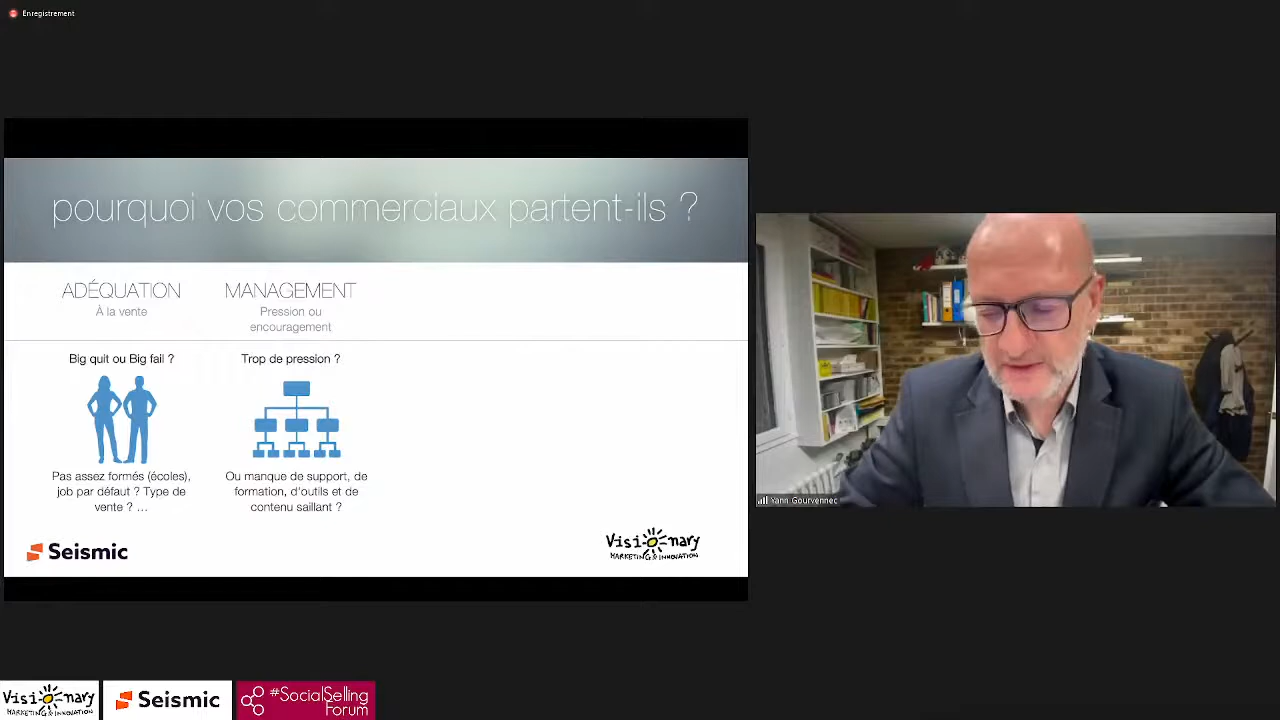 Enregistrement
pourquoi vos commerciaux partent-ils ?
ADÉQUATION
À la vente
MANAGEMENT
Pression ou
encouragement
Big quit ou Big fail ?
Trop de pression ?
Pas assez formés (écoles),
job par défaut ? Type de
vente ? ...
Ou manque de support, de
formation, d'outils et de
contenu saillant ?
Seismic
Visionary
MARKETING & INNOVATION
Yann Gourvennec
Visionary
MARKETING & INNOVATION
Seismic
#SocialSelling
Forum